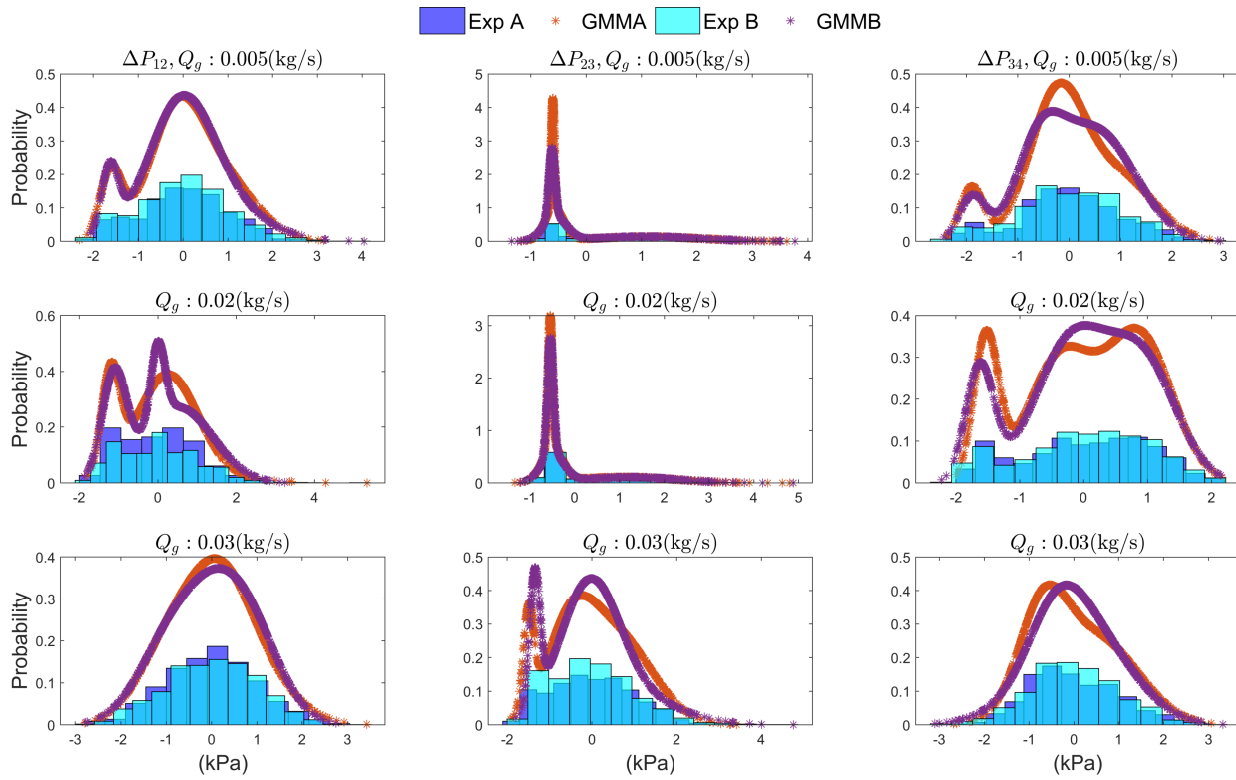 Exp A GMMA Exp B GMMB
ΔP₁₂, Q_g : 0.005(kg/s)
ΔP₂₃, Q_g : 0.005(kg/s)
ΔP₃₄, Q_g : 0.005(kg/s)
Probability
0.5
0.4
0.3
0.2
0.1
0
-2 -1 0 1 2 3 4
5
4
3
2
1
0
-1 0 1 2 3 4
0.5
0.4
0.3
0.2
0.1
0
-2 -1 0 1 2 3
Q_g : 0.02(kg/s)
Q_g : 0.02(kg/s)
Q_g : 0.02(kg/s)
Probability
0.6
0.4
0.2
0
-2 0 2 4
3
2
1
0
-1 0 1 2 3 4 5
0.4
0.3
0.2
0.1
0
-2 -1 0 1 2
Q_g : 0.03(kg/s)
Q_g : 0.03(kg/s)
Q_g : 0.03(kg/s)
Probability
0.4
0.3
0.2
0.1
0
-3 -2 -1 0 1 2 3
(kPa)
0.5
0.4
0.3
0.2
0.1
0
-2 0 2 4
(kPa)
0.5
0.4
0.3
0.2
0.1
0
-3 -2 -1 0 1 2 3
(kPa)